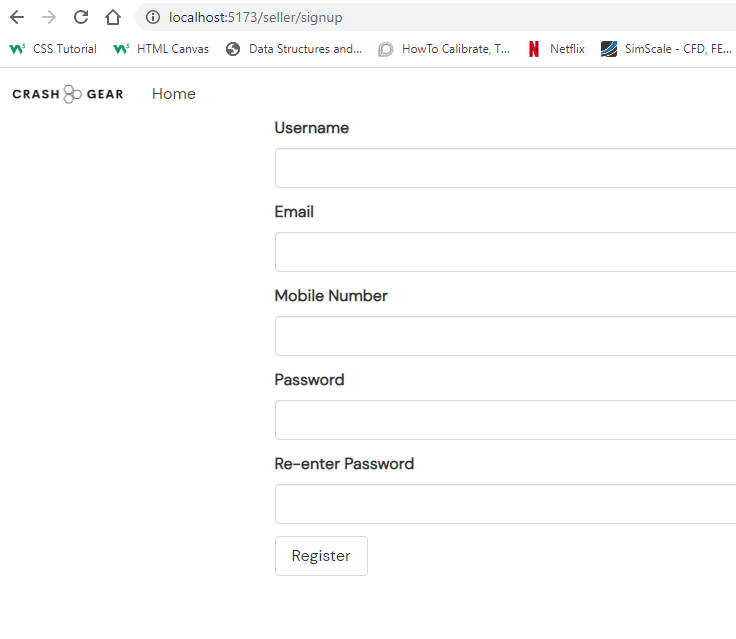 localhost:5173/seller/signup
CSS Tutorial HTML Canvas Data Structures and... HowTo Calibrate, T... Netflix SimScale - CFD, FE...
CRASH GEAR Home
Username
Email
Mobile Number
Password
Re-enter Password
Register